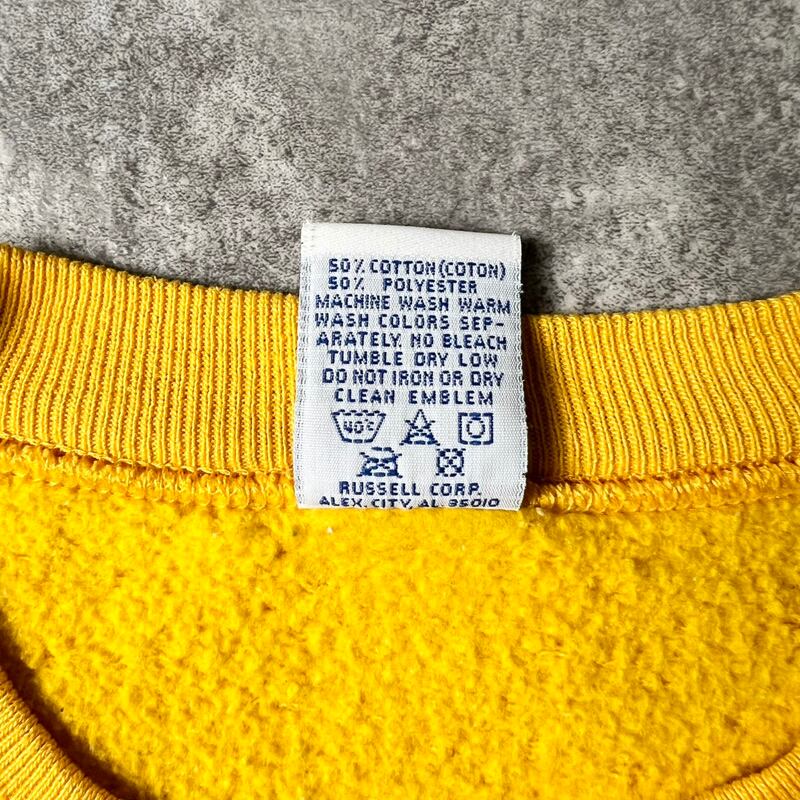 50% COTTON(COTON)
50% POLYESTER
MACHINE WASH WARM
WASH COLORS SEP-
ARATELY. NO BLEACH
TUMBLE DRY LOW
DO NOT IRON OR DRY
CLEAN EMBLEM
40°C
RUSSELL CORP.
ALEX. CITY, AL. 35010